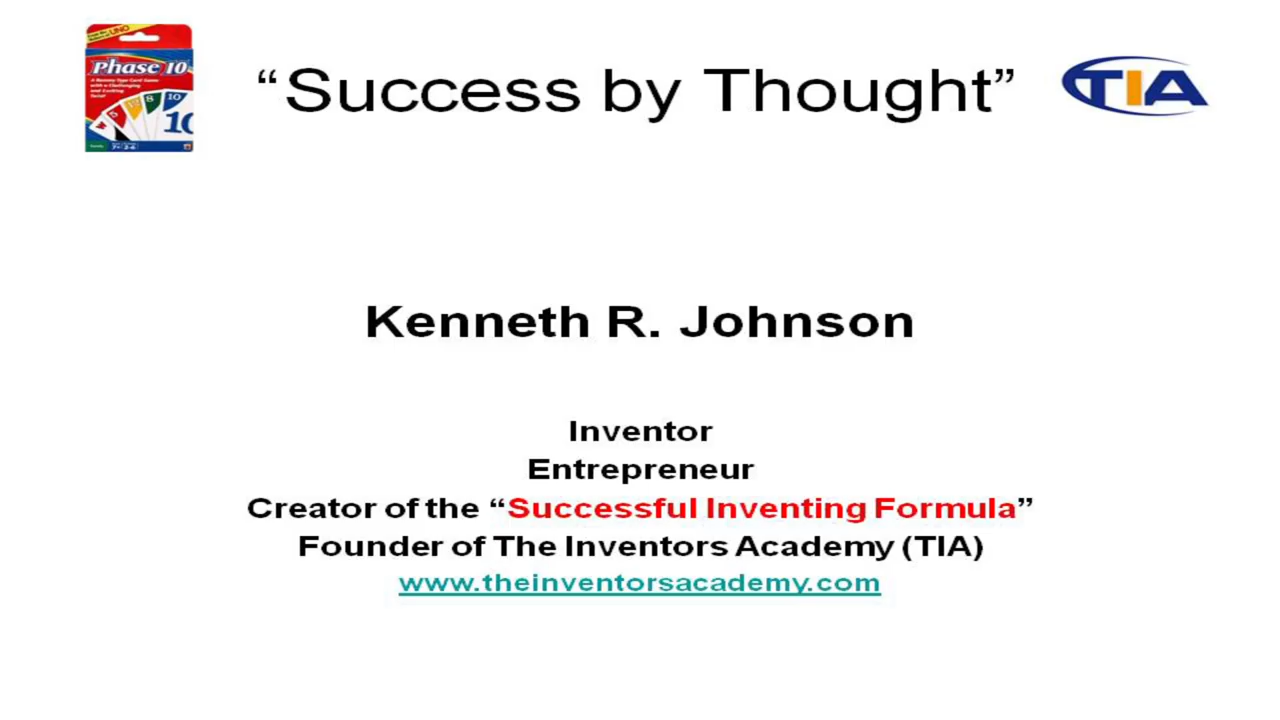 Phase 10
“Success by Thought”
TIA
Kenneth R. Johnson
Inventor
Entrepreneur
Creator of the “Successful Inventing Formula”
Founder of The Inventors Academy (TIA)
www.theinventorsacademy.com